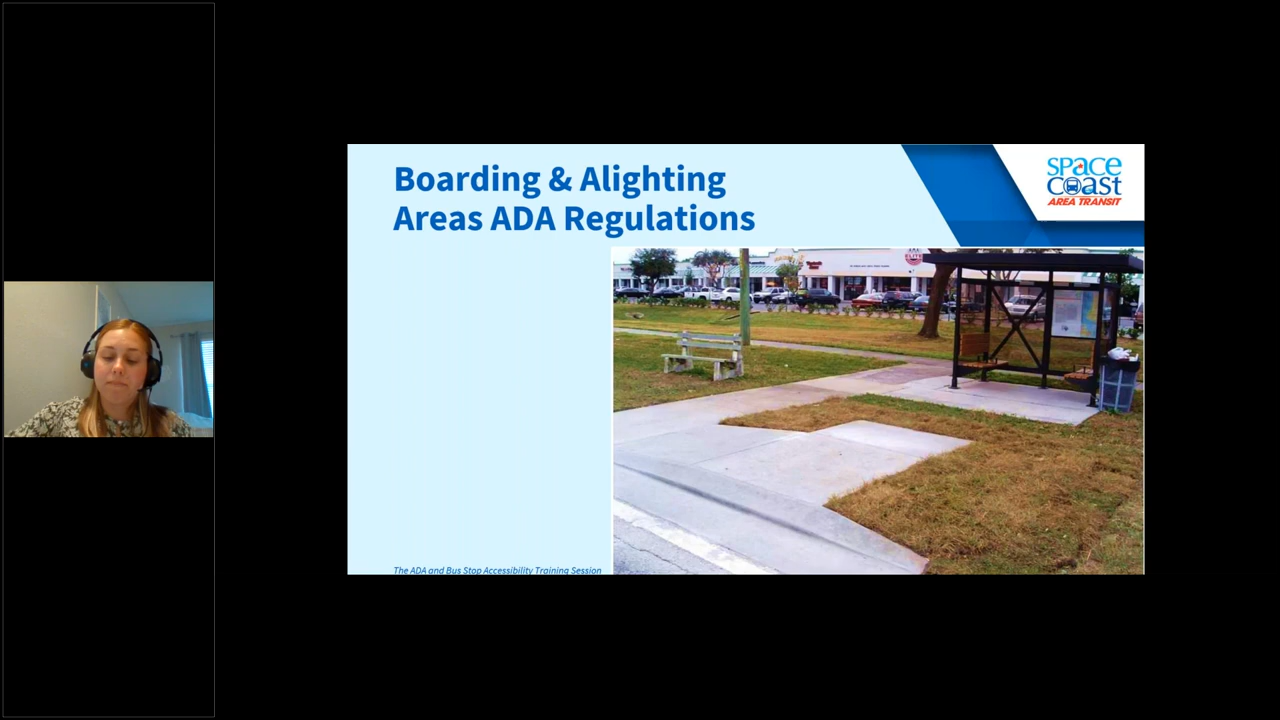 Boarding & Alighting
Areas ADA Regulations
space
coast
AREA TRANSIT
The ADA and Bus Stop Accessibility Training Session